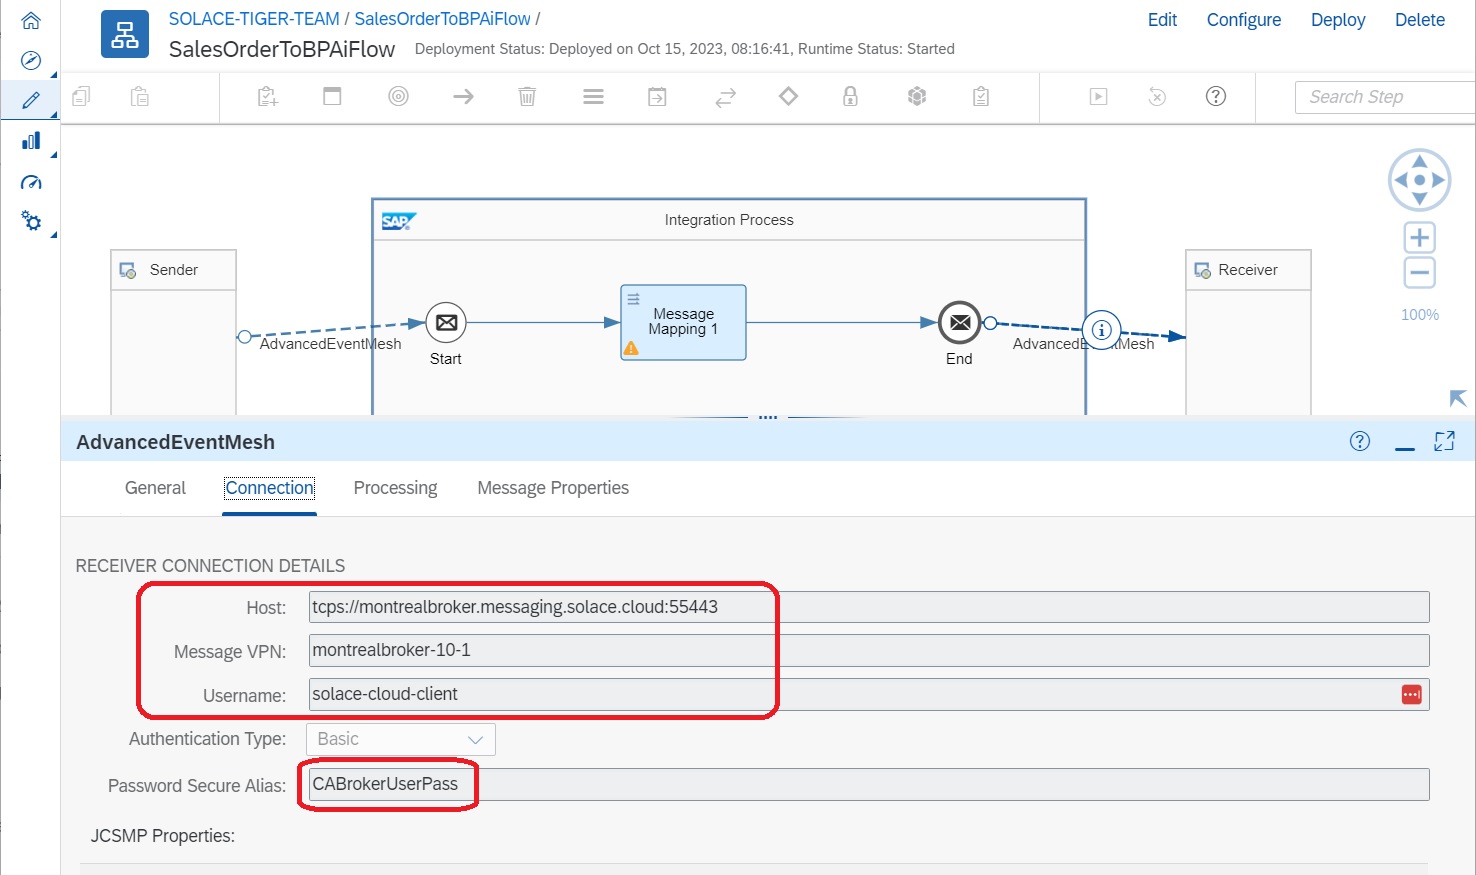 SOLACE-TIGER-TEAM / SalesOrderToBPAiFlow /
SalesOrderToBPAiFlow
Deployment Status: Deployed on Oct 15, 2023, 08:16:41, Runtime Status: Started
Edit
Configure
Deploy
Delete
Search Step
SAP
Integration Process
Sender
Receiver
Message
Mapping 1
AdvancedEventMesh
Start
End
AdvancedEventMesh
100%
AdvancedEventMesh
General
Connection
Processing
Message Properties
RECEIVER CONNECTION DETAILS
Host: tcps://montrealbroker.messaging.solace.cloud:55443
Message VPN: montrealbroker-10-1
Username: solace-cloud-client
Authentication Type: Basic
Password Secure Alias: CABrokerUserPass
JCSMP Properties: